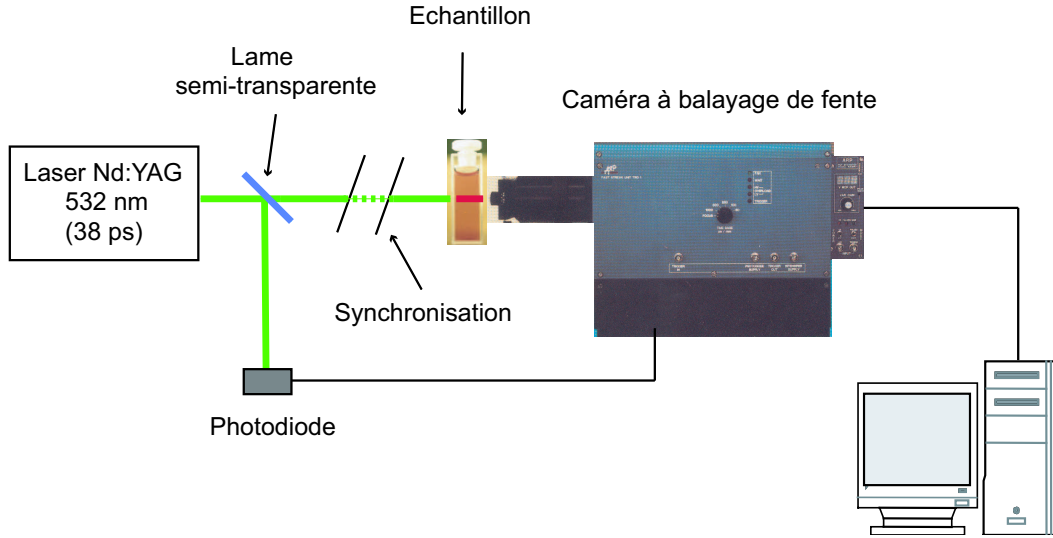 Echantillon
Lame
semi-transparente
Caméra à balayage de fente
Laser Nd:YAG
532 nm
(38 ps)
Synchronisation
Photodiode